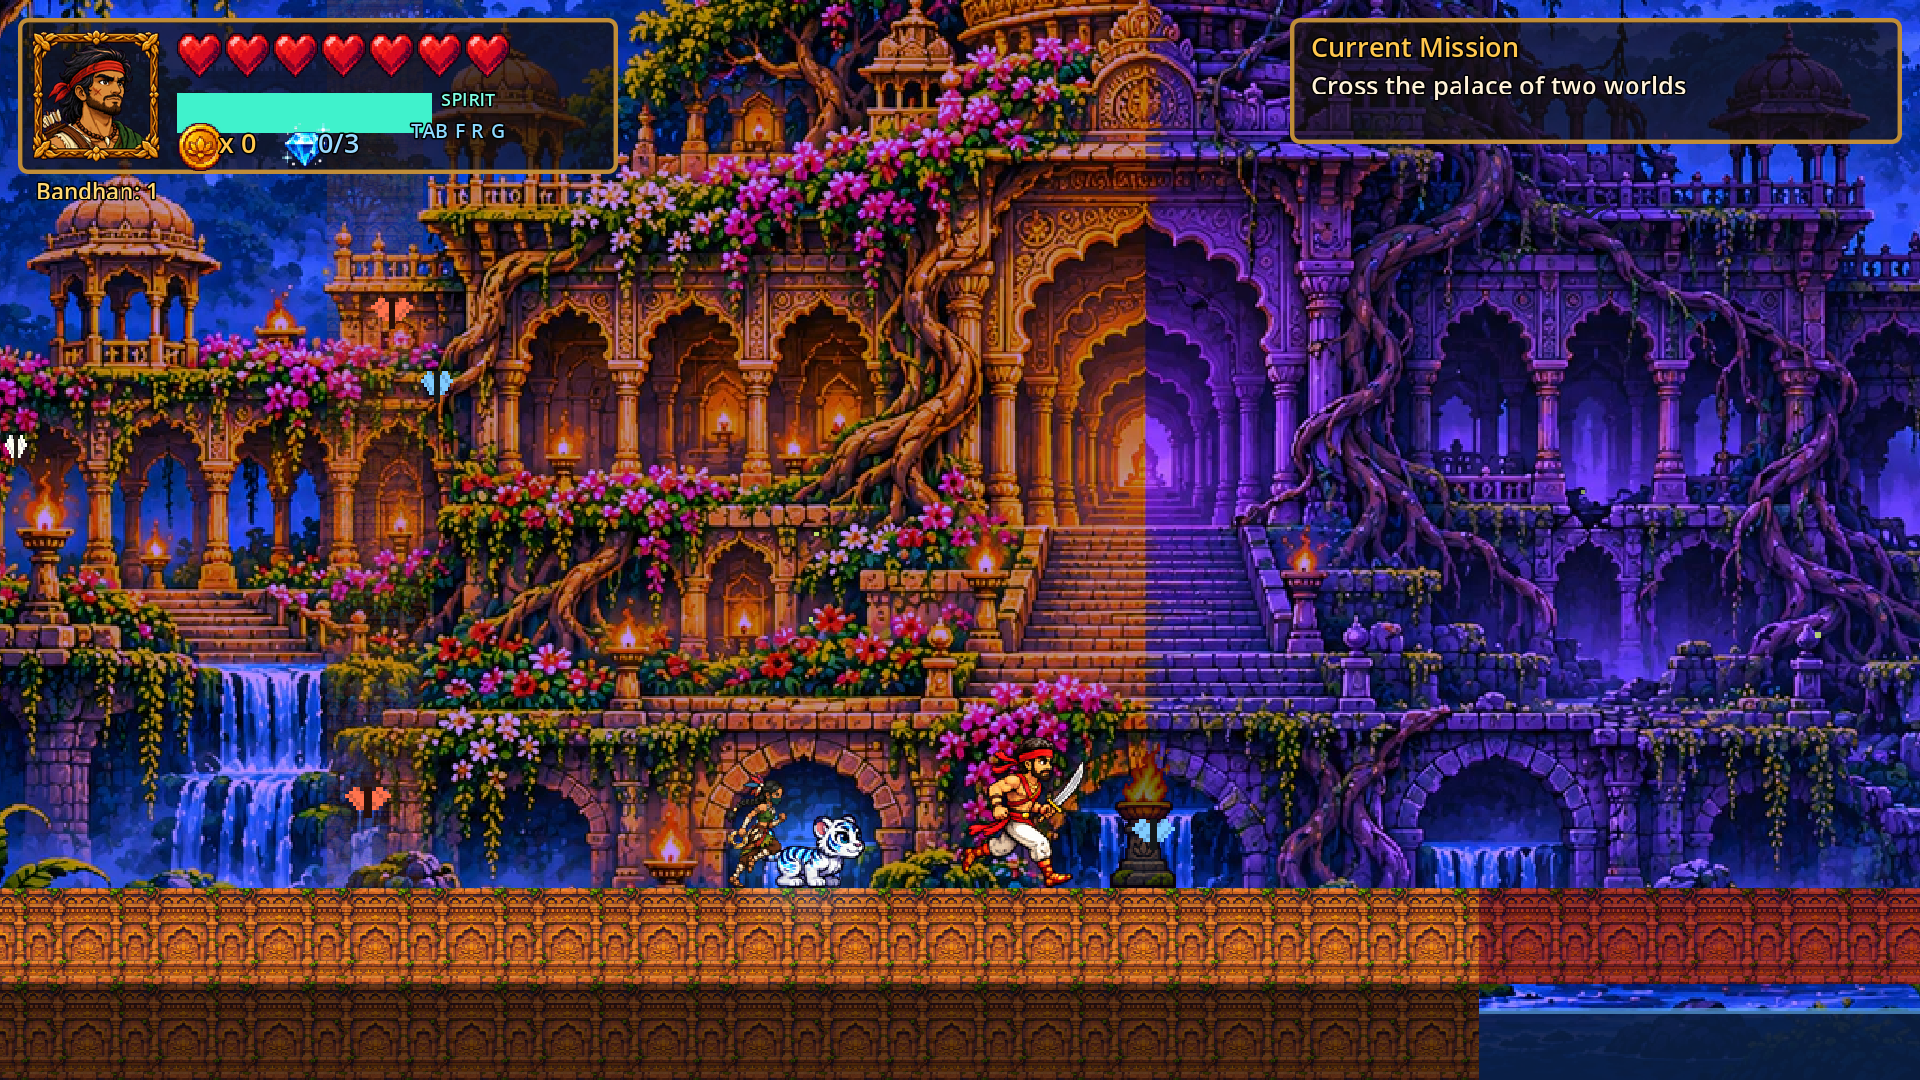 SPIRIT
TAB F R G
x 0
0/3
Bandhan: 1
Current Mission
Cross the palace of two worlds